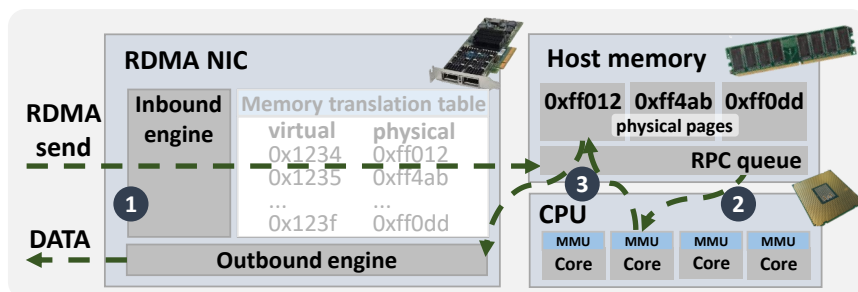 RDMA NIC
Host memory
Inbound
engine
Memory translation table
virtual physical
0x1234 0xff012
0x1235 0xff4ab
... ...
0x123f 0xff0dd
RDMA
send
1
DATA
Outbound engine
0xff012 0xff4ab 0xff0dd
physical pages
RPC queue
3
2
CPU
MMU MMU MMU MMU
Core Core Core Core